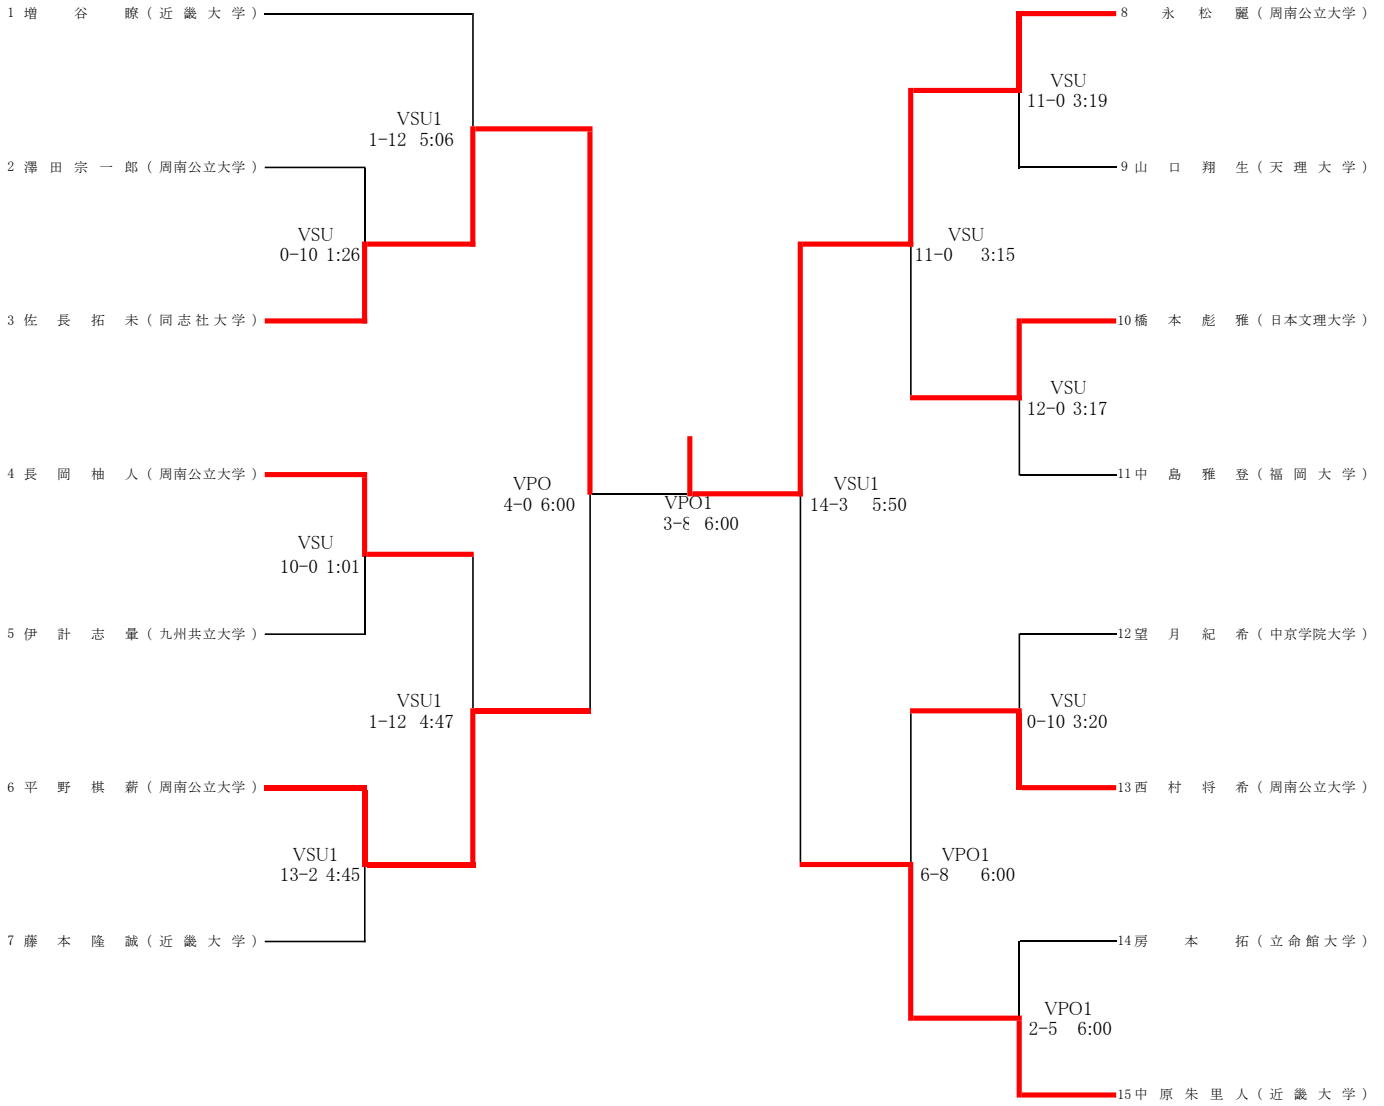 1 増谷瞭(近畿大学)
8 永松麗(周南公立大学)
VSU
11-0 3:19
VSU1
1-12 5:06
2 澤田宗一郎(周南公立大学)
9 山口翔生(天理大学)
VSU
0-10 1:26
VSU
11-0 3:15
3 佐長拓未(同志社大学)
10 橋本彪雅(日本文理大学)
VSU
12-0 3:17
4 長岡柚人(周南公立大学)
11 中島雅登(福岡大学)
VPO
4-0 6:00
VPO1
3-8 6:00
VSU1
14-3 5:50
VSU
10-0 1:01
5 伊計志暈(九州共立大学)
12 望月紀希(中京学院大学)
VSU1
1-12 4:47
VSU
0-10 3:20
6 平野棋薪(周南公立大学)
13 西村将希(周南公立大学)
VSU1
13-2 4:45
VPO1
6-8 6:00
7 藤本隆誠(近畿大学)
14 房本拓(立命館大学)
VPO1
2-5 6:00
15 中原朱里人(近畿大学)